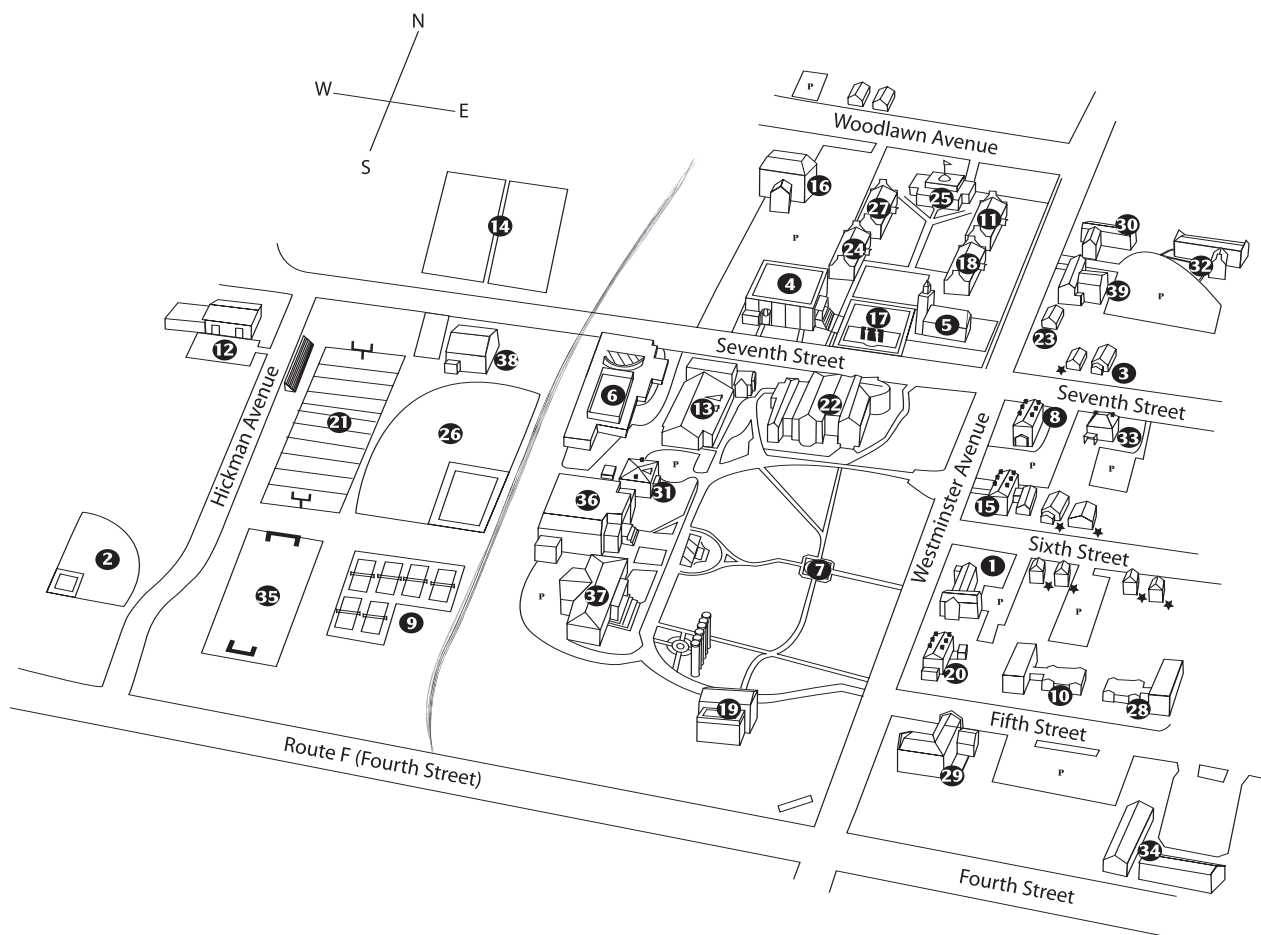 N
W
E
S
P
Woodlawn Avenue
16
27
25
11
14
24
18
30
32
P
4
39
P
17
5
23
12
38
Seventh Street
3
Seventh Street
6
13
22
8
33
21
26
P
P
P
31
15
Hickman Avenue
36
Westminster Avenue
Sixth Street
2
7
1
35
P
37
P
P
9
20
10
28
19
Fifth Street
Route F (Fourth Street)
29
P
34
Fourth Street